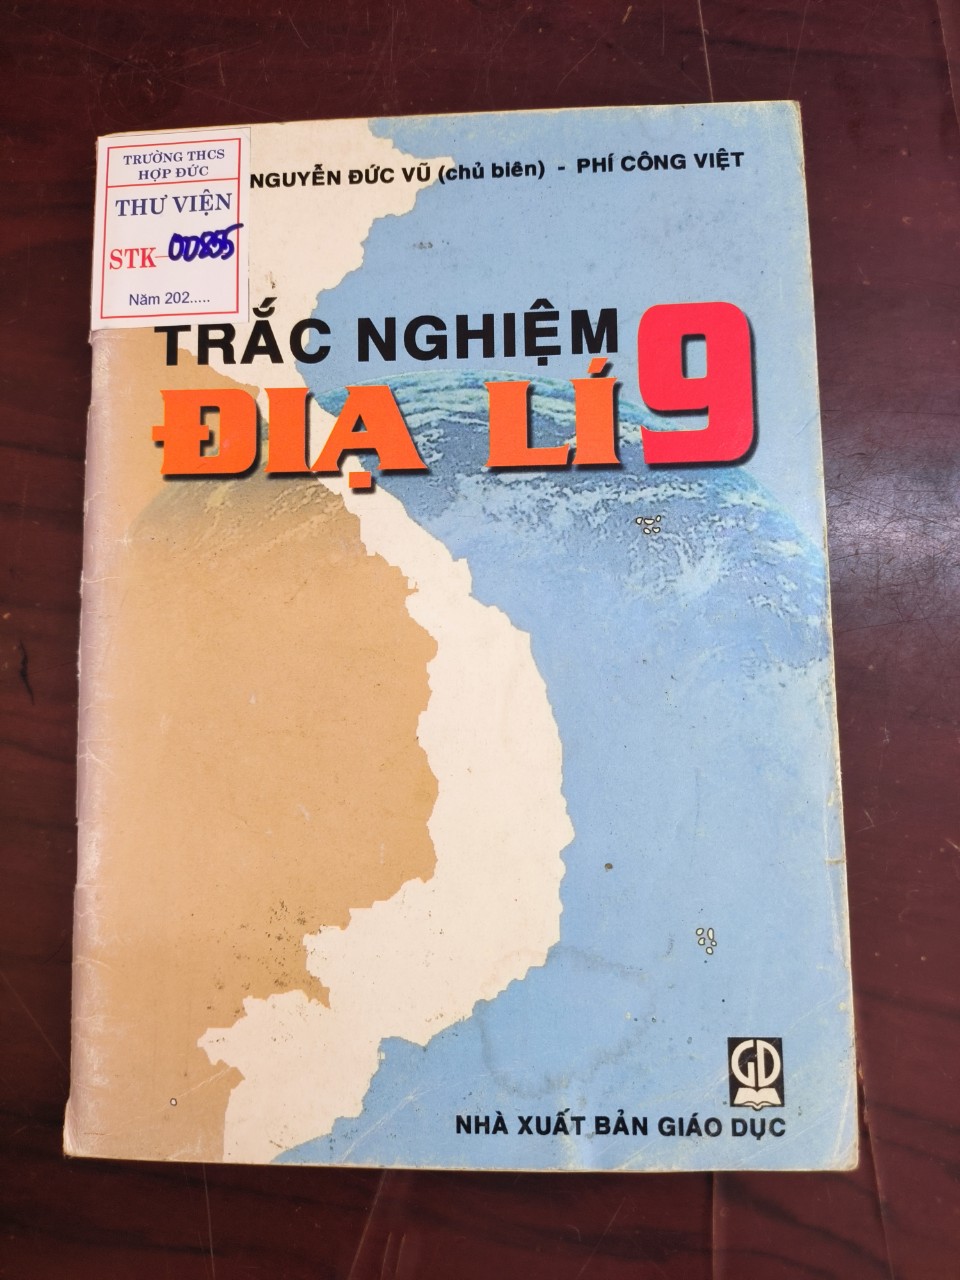 TRƯỜNG THCS
HỢP ĐỨC
THƯ VIỆN
STK 00855
Năm 202.....
NGUYỄN ĐỨC VŨ (chủ biên) - PHÍ CÔNG VIỆT
TRẮC NGHIỆM
ĐỊA LÍ 9
GD
NHÀ XUẤT BẢN GIÁO DỤC